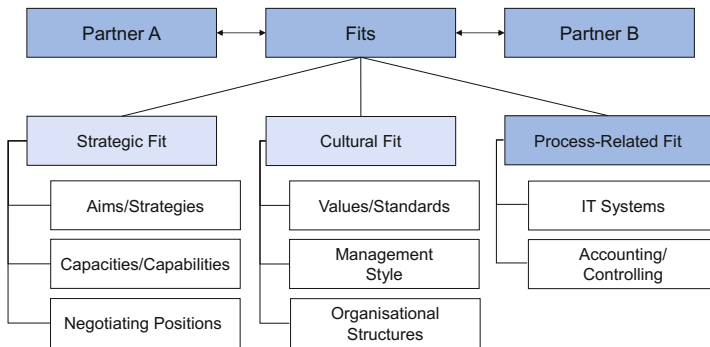 Partner A
Fits
Partner B
Strategic Fit
Cultural Fit
Process-Related Fit
Aims/Strategies
Values/Standards
IT Systems
Capacities/Capabilities
Management
Style
Accounting/
Controlling
Negotiating Positions
Organisational
Structures